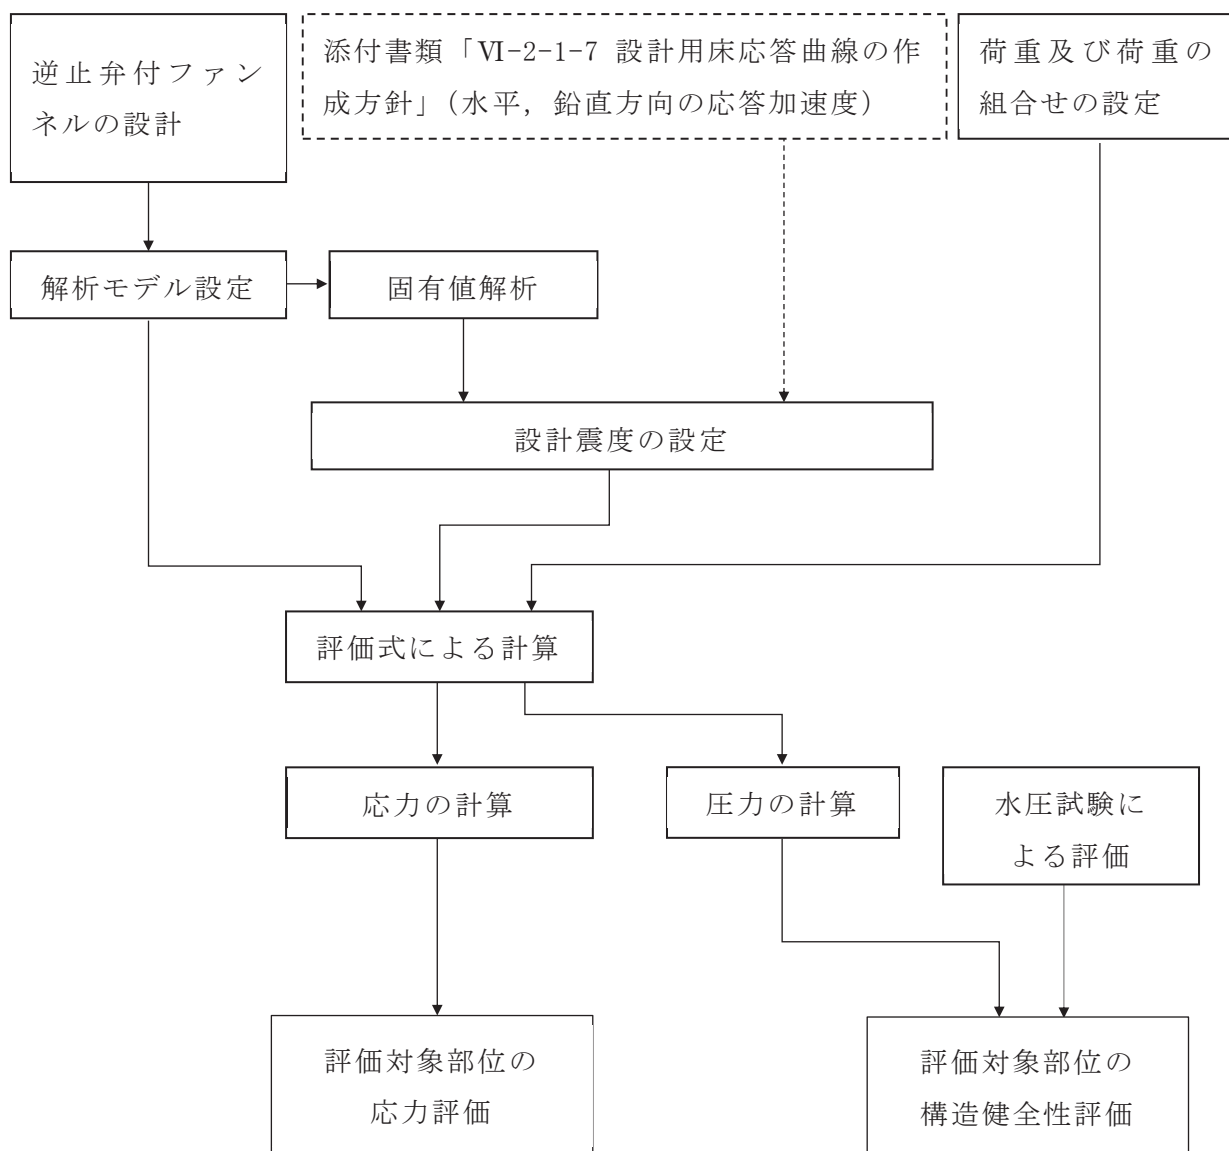 逆止弁付ファン
ネルの設計
添付書類「Ⅵ-2-1-7 設計用床応答曲線の作
成方針」(水平，鉛直方向の応答加速度)
荷重及び荷重の
組合せの設定
解析モデル設定
固有値解析
設計震度の設定
評価式による計算
応力の計算
圧力の計算
水圧試験に
よる評価
評価対象部位の
応力評価
評価対象部位の
構造健全性評価